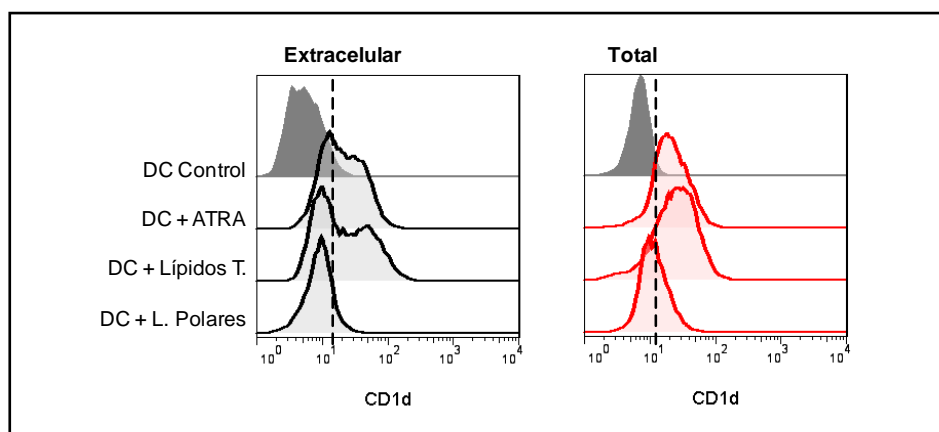 Extracelular Total
DC Control
DC + ATRA
DC + Lípidos T.
DC + L. Polares
10^0 10^1 10^2 10^3 10^4 10^0 10^1 10^2 10^3 10^4
CD1d CD1d